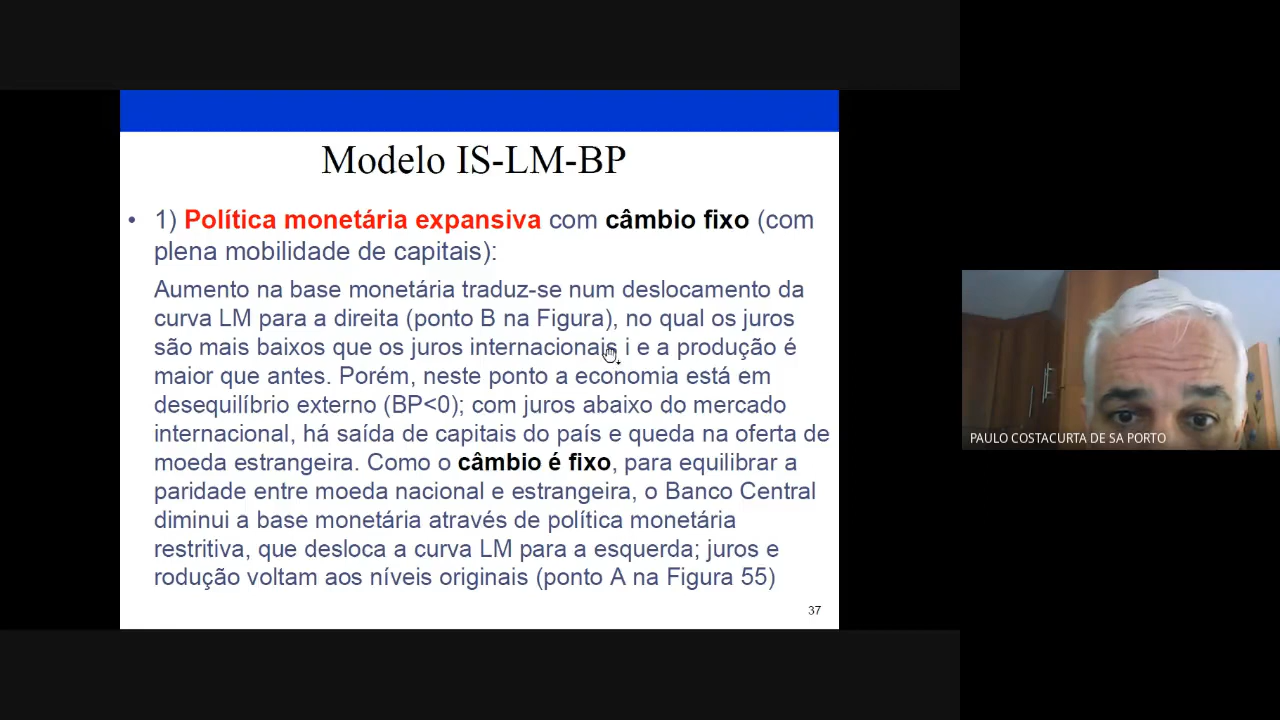 Modelo IS-LM-BP
• 1) Política monetária expansiva com câmbio fixo (com
plena mobilidade de capitais):
Aumento na base monetária traduz-se num deslocamento da
curva LM para a direita (ponto B na Figura), no qual os juros
são mais baixos que os juros internacionais i e a produção é
maior que antes. Porém, neste ponto a economia está em
desequilíbrio externo (BP<0); com juros abaixo do mercado
internacional, há saída de capitais do país e queda na oferta de
moeda estrangeira. Como o câmbio é fixo, para equilibrar a
paridade entre moeda nacional e estrangeira, o Banco Central
diminui a base monetária através de política monetária
restritiva, que desloca a curva LM para a esquerda; juros e
rodução voltam aos níveis originais (ponto A na Figura 55)
37
PAULO COSTACURTA DE SA PORTO